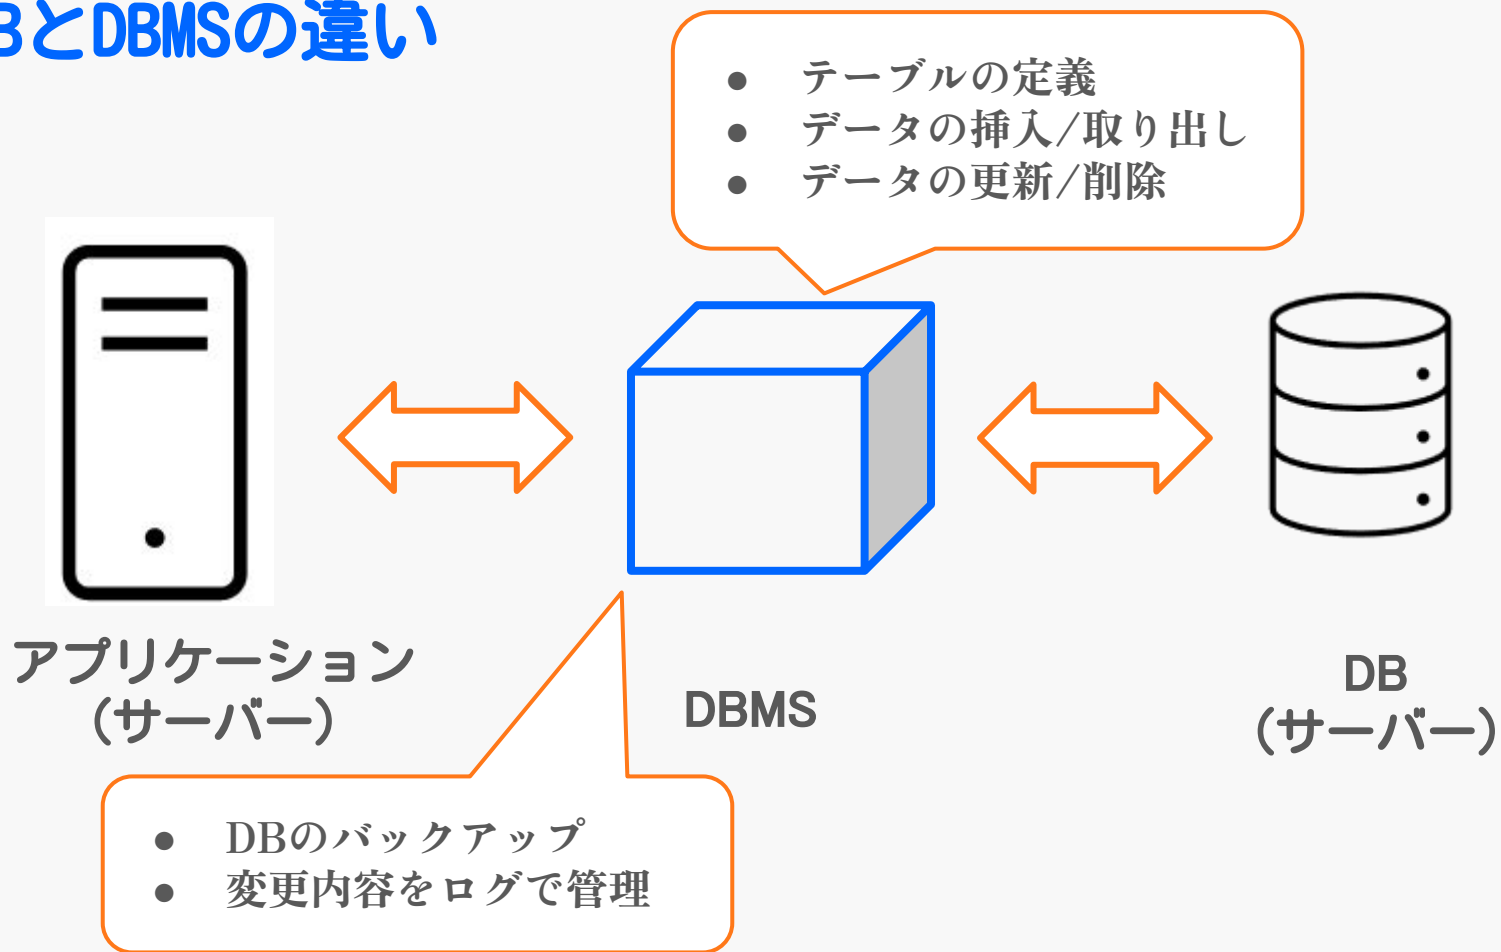 BとDBMSの違い
● テーブルの定義
● データの挿入/取り出し
● データの更新/削除
アプリケーション
（サーバー）
DBMS
DB
（サーバー）
● DBのバックアップ
● 変更内容をログで管理